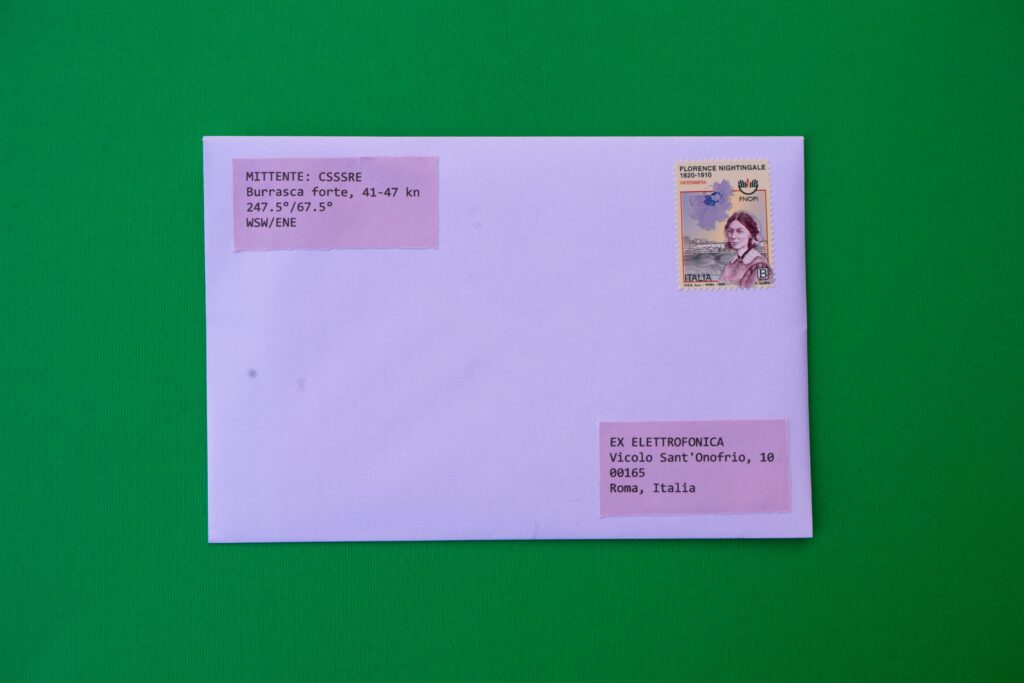 MITTENTE: CSSSRE
Burrasca forte, 41-47 kn
247.5°/67.5°
WSW/ENE
FLORENCE NIGHTINGALE
1820-1910
INFERMIERA
FNOPI
ITALIA
B
EX ELETTROFONICA
Vicolo Sant'Onofrio, 10
00165
Roma, Italia